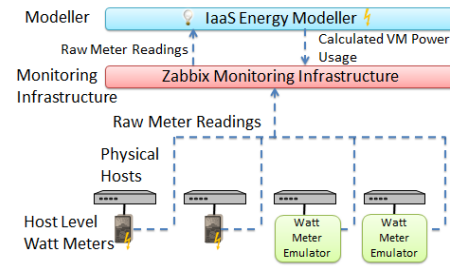 Modeller
IaaS Energy Modeller
Raw Meter Readings
Calculated VM Power
Usage
Monitoring
Infrastructure
Zabbix Monitoring Infrastructure
Raw Meter Readings
Physical
Hosts
Host Level
Watt Meters
Watt
Meter
Emulator
Watt
Meter
Emulator